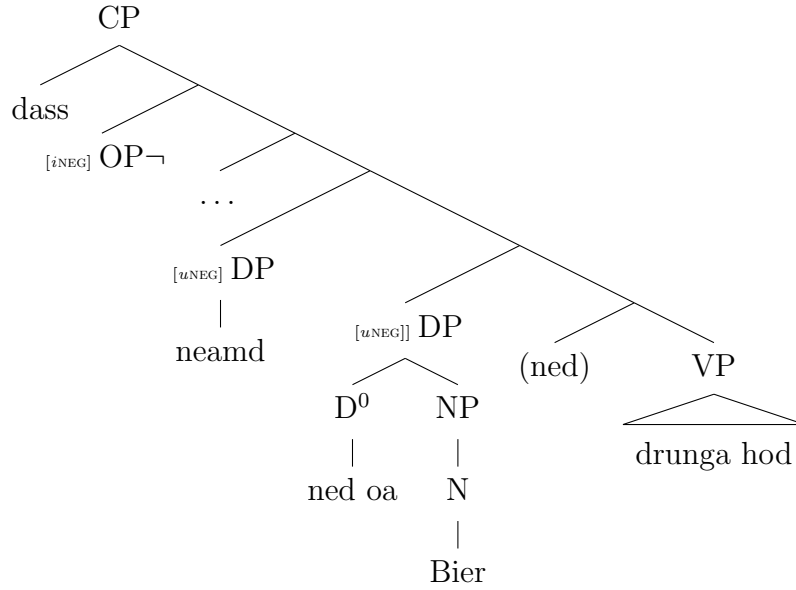 CP
dass
[iNEG] OP¬
...
[uNEG] DP
[uNEG]] DP
neamd
(ned)
VP
D⁰
NP
drunga hod
ned oa
N
Bier